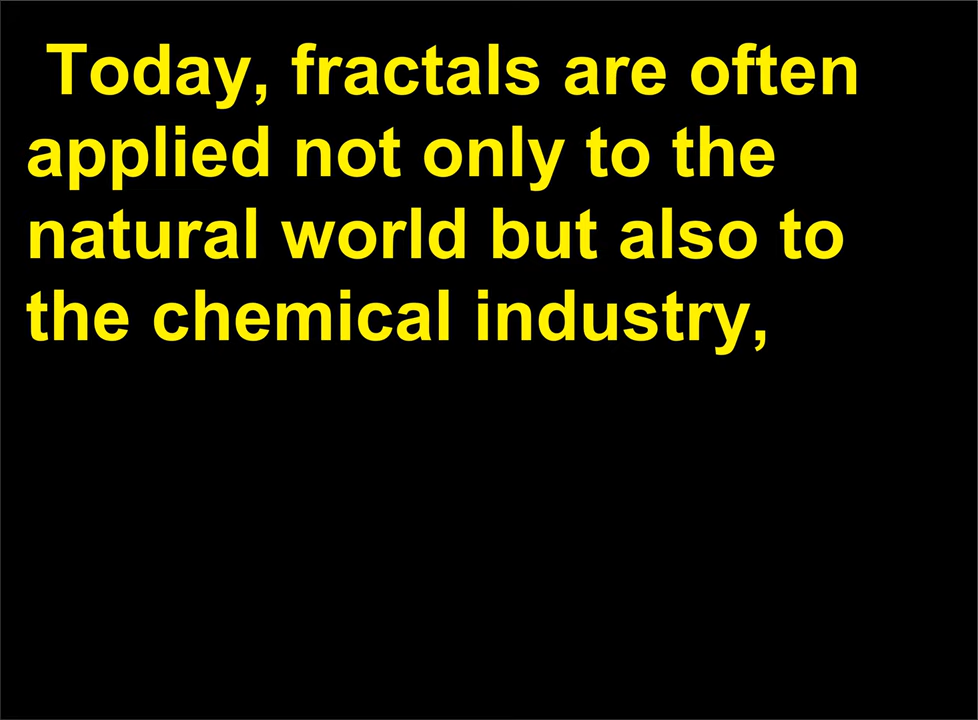 Today, fractals are often
applied not only to the
natural world but also to
the chemical industry,